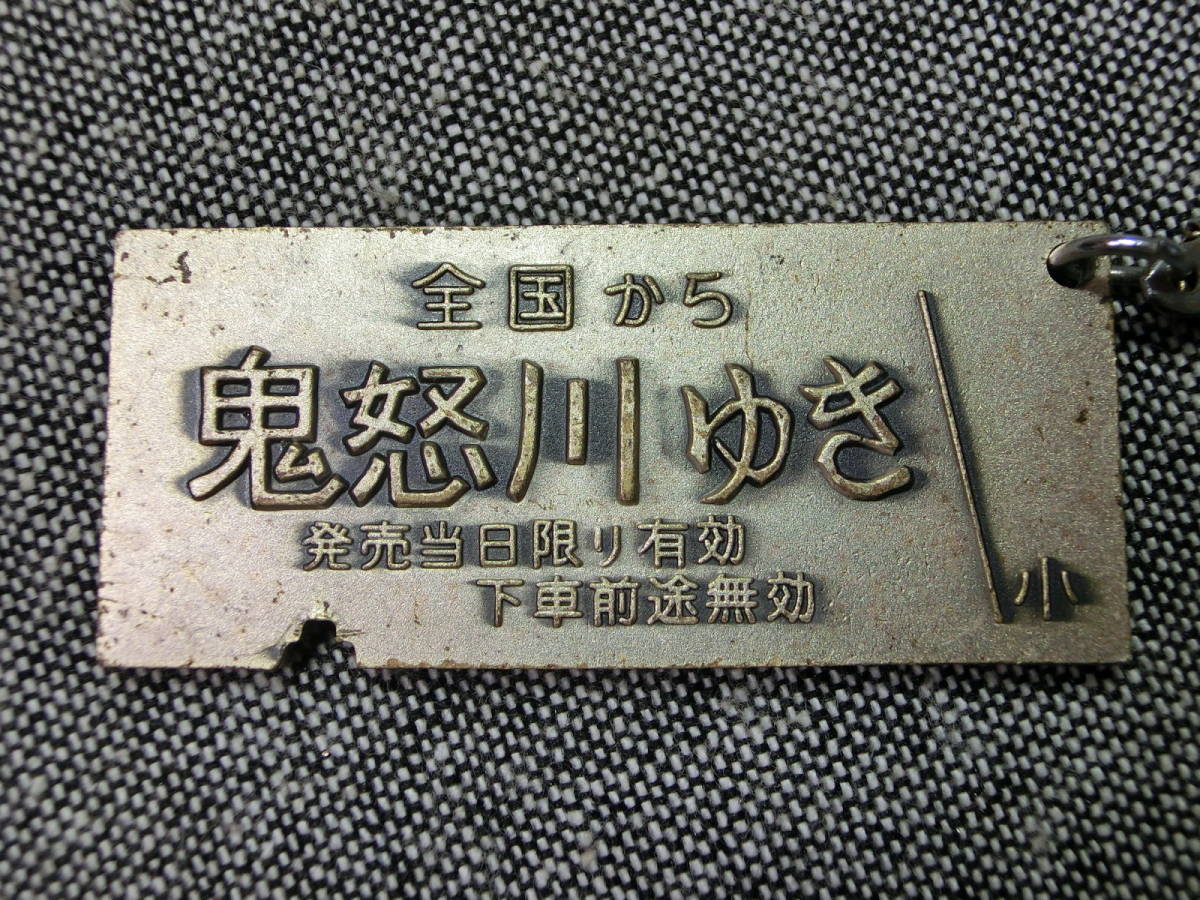 全国から
鬼怒川ゆき
発売当日限り有効
下車前途無効
小